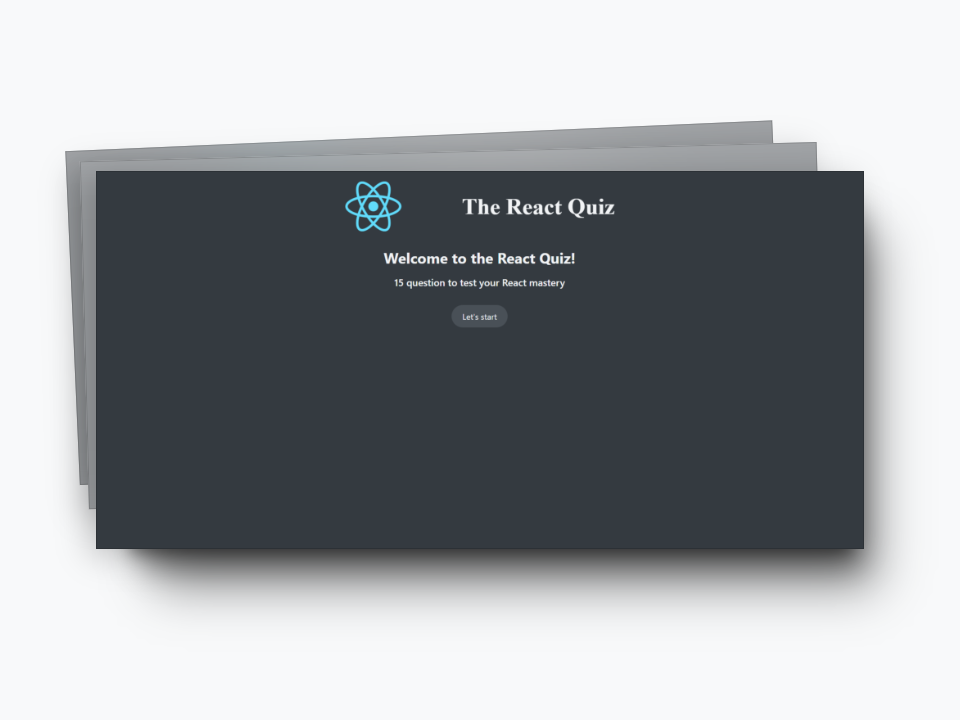 The React Quiz
Welcome to the React Quiz!
15 question to test your React mastery
Let's start